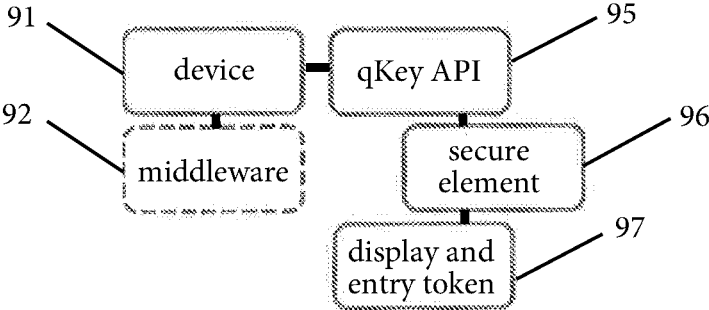 91
95
device
qKey API
92
96
middleware
secure
element
97
display and
entry token